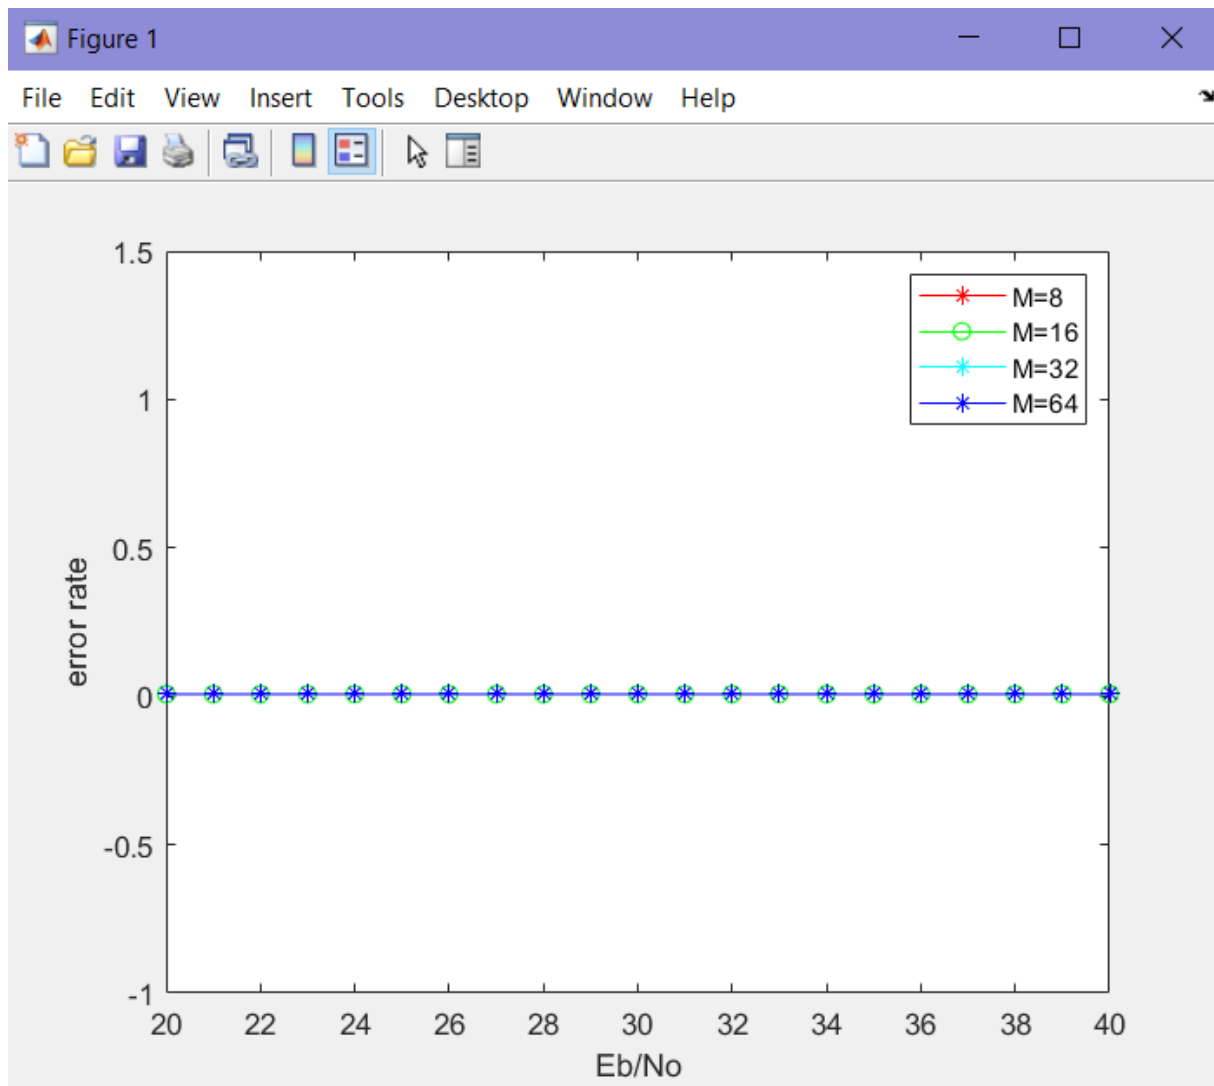 Figure 1
File Edit View Insert Tools Desktop Window Help
1.5
1
0.5
0
-0.5
-1
error rate
M=8
M=16
M=32
M=64
20 22 24 26 28 30 32 34 36 38 40
Eb/No